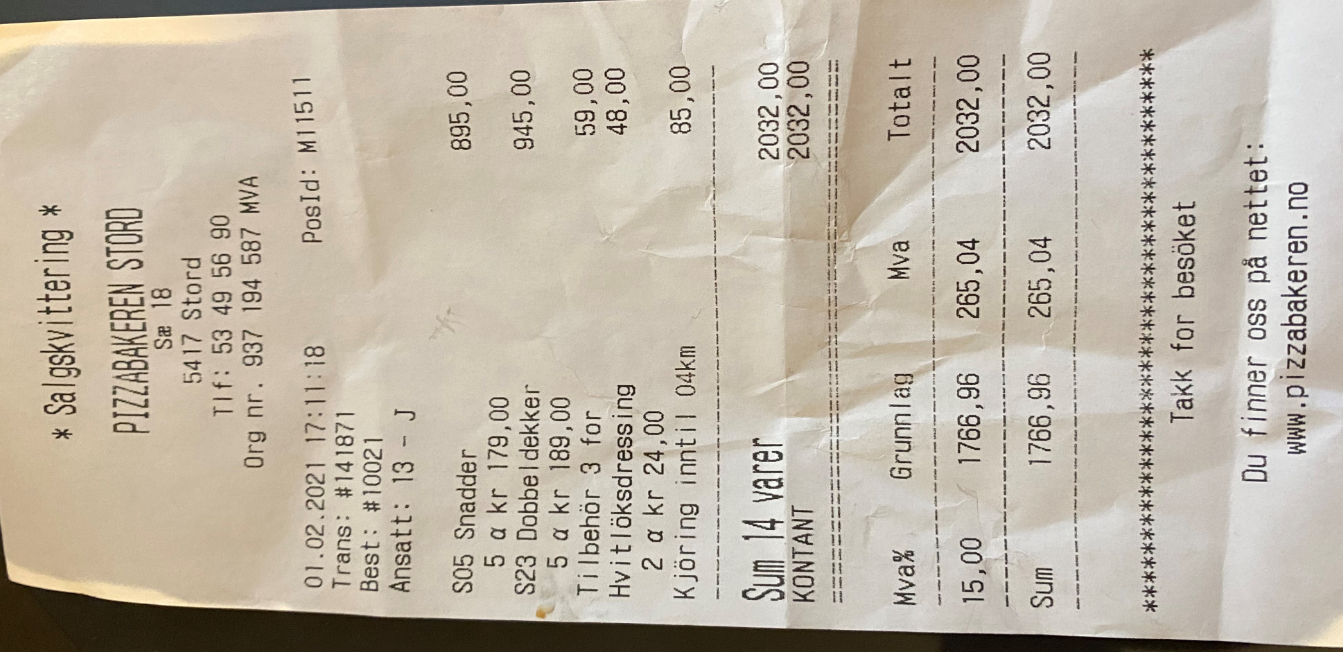 * Salgskvittering *
PIZZABAKEREN STORD
Sæ 18
5417 Stord
Tlf: 53 49 56 90
Org nr. 937 194 587 MVA
01.02.2021 17:11:18 PosId: M11511
Trans: #141871
Best: #10021
Ansatt: 13 - J
S05 Snadder 895,00
5 α kr 179,00
S23 Dobbeldekker 945,00
5 α kr 189,00
Tilbehör 3 for 59,00
Hvitlöksdressing 48,00
2 α kr 24,00
Kjöring inntil 04km 85,00
Sum 14 varer 2032,00
KONTANT 2032,00
Mva% Grunnlag Mva Totalt
15,00 1766,96 265,04 2032,00
Sum 1766,96 265,04 2032,00
Takk for besöket
Du finner oss på nettet:
www.pizzabakeren.no